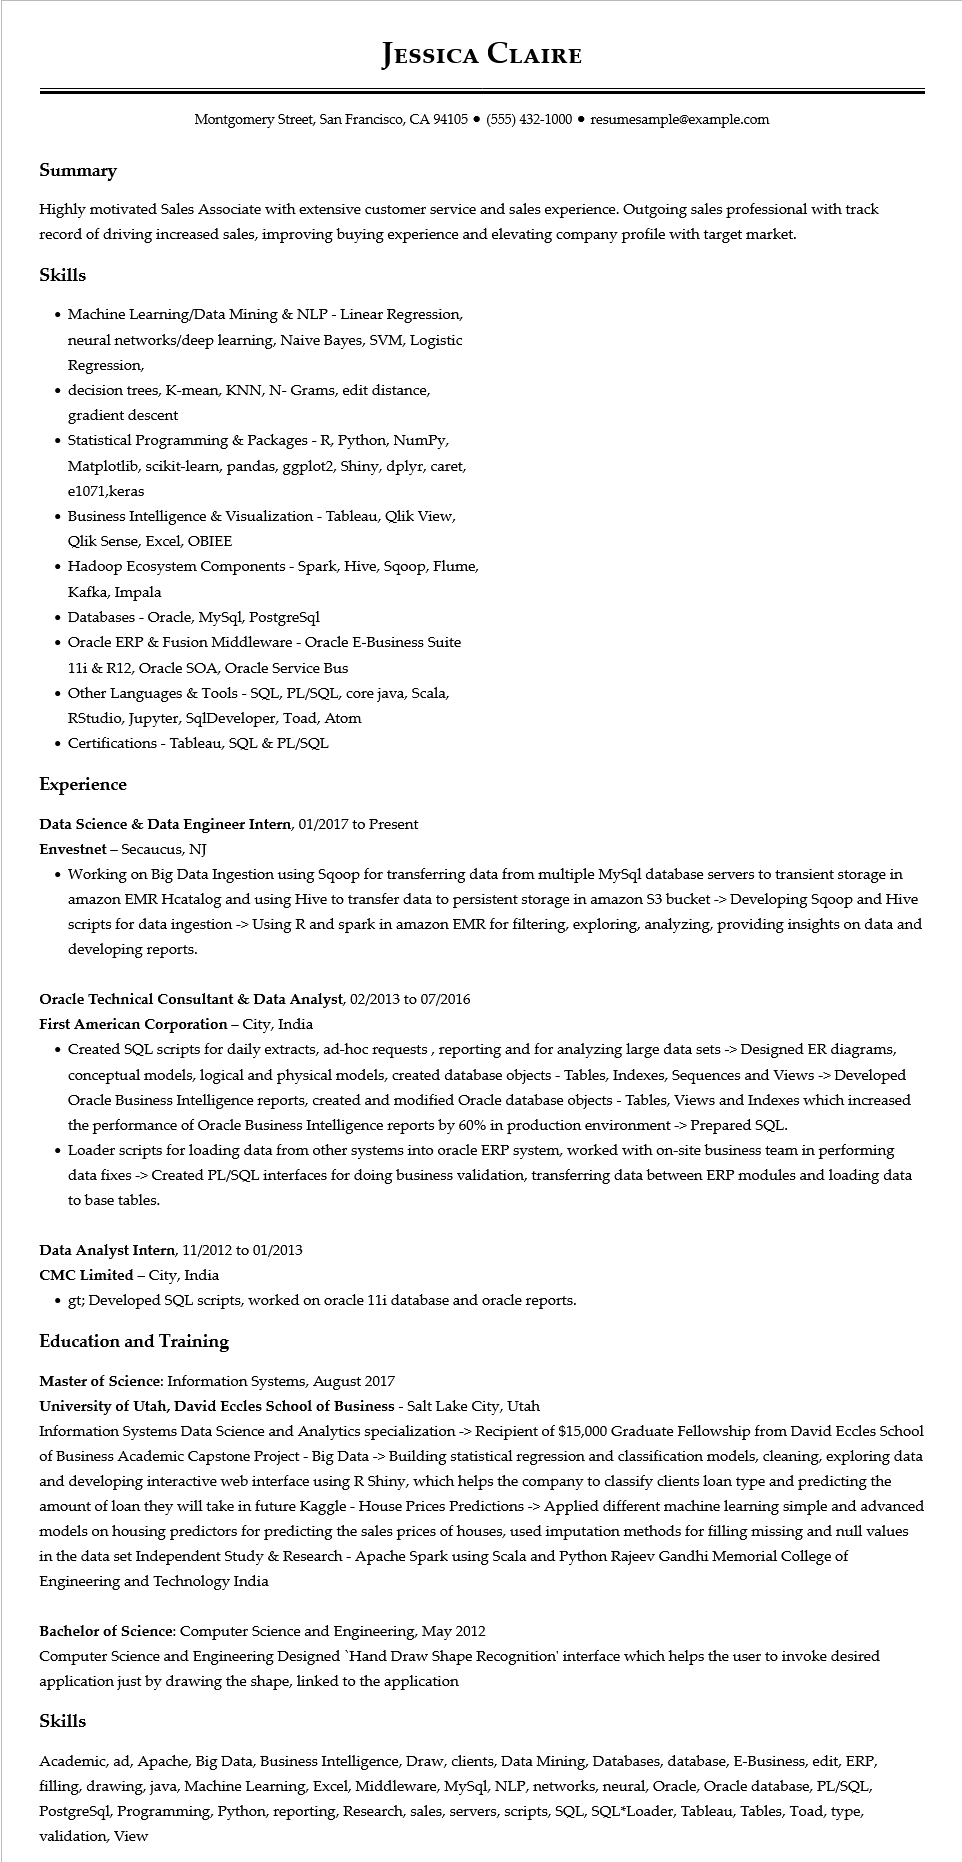 Jessica Claire
Montgomery Street, San Francisco, CA 94105 ● (555) 432-1000 ● resumesample@example.com
Summary
Highly motivated Sales Associate with extensive customer service and sales experience. Outgoing sales professional with track
record of driving increased sales, improving buying experience and elevating company profile with target market.
Skills
• Machine Learning/Data Mining & NLP - Linear Regression,
neural networks/deep learning, Naive Bayes, SVM, Logistic
Regression,
• decision trees, K-mean, KNN, N- Grams, edit distance,
gradient descent
• Statistical Programming & Packages - R, Python, NumPy,
Matplotlib, scikit-learn, pandas, ggplot2, Shiny, dplyr, caret,
e1071,keras
• Business Intelligence & Visualization - Tableau, Qlik View,
Qlik Sense, Excel, OBIEE
• Hadoop Ecosystem Components - Spark, Hive, Sqoop, Flume,
Kafka, Impala
• Databases - Oracle, MySql, PostgreSql
• Oracle ERP & Fusion Middleware - Oracle E-Business Suite
11i & R12, Oracle SOA, Oracle Service Bus
• Other Languages & Tools - SQL, PL/SQL, core java, Scala,
RStudio, Jupyter, SqlDeveloper, Toad, Atom
• Certifications - Tableau, SQL & PL/SQL
Experience
Data Science & Data Engineer Intern, 01/2017 to Present
Envestnet – Secaucus, NJ
• Working on Big Data Ingestion using Sqoop for transferring data from multiple MySql database servers to transient storage in
amazon EMR Hcatalog and using Hive to transfer data to persistent storage in amazon S3 bucket -> Developing Sqoop and Hive
scripts for data ingestion -> Using R and spark in amazon EMR for filtering, exploring, analyzing, providing insights on data and
developing reports.
Oracle Technical Consultant & Data Analyst, 02/2013 to 07/2016
First American Corporation – City, India
• Created SQL scripts for daily extracts, ad-hoc requests , reporting and for analyzing large data sets -> Designed ER diagrams,
conceptual models, logical and physical models, created database objects - Tables, Indexes, Sequences and Views -> Developed
Oracle Business Intelligence reports, created and modified Oracle database objects - Tables, Views and Indexes which increased
the performance of Oracle Business Intelligence reports by 60% in production environment -> Prepared SQL.
• Loader scripts for loading data from other systems into oracle ERP system, worked with on-site business team in performing
data fixes -> Created PL/SQL interfaces for doing business validation, transferring data between ERP modules and loading data
to base tables.
Data Analyst Intern, 11/2012 to 01/2013
CMC Limited – City, India
• gt; Developed SQL scripts, worked on oracle 11i database and oracle reports.
Education and Training
Master of Science: Information Systems, August 2017
University of Utah, David Eccles School of Business - Salt Lake City, Utah
Information Systems Data Science and Analytics specialization -> Recipient of $15,000 Graduate Fellowship from David Eccles School
of Business Academic Capstone Project - Big Data -> Building statistical regression and classification models, cleaning, exploring data
and developing interactive web interface using R Shiny, which helps the company to classify clients loan type and predicting the
amount of loan they will take in future Kaggle - House Prices Predictions -> Applied different machine learning simple and advanced
models on housing predictors for predicting the sales prices of houses, used imputation methods for filling missing and null values
in the data set Independent Study & Research - Apache Spark using Scala and Python Rajeev Gandhi Memorial College of
Engineering and Technology India
Bachelor of Science: Computer Science and Engineering, May 2012
Computer Science and Engineering Designed `Hand Draw Shape Recognition' interface which helps the user to invoke desired
application just by drawing the shape, linked to the application
Skills
Academic, ad, Apache, Big Data, Business Intelligence, Draw, clients, Data Mining, Databases, database, E-Business, edit, ERP,
filling, drawing, java, Machine Learning, Excel, Middleware, MySql, NLP, networks, neural, Oracle, Oracle database, PL/SQL,
PostgreSql, Programming, Python, reporting, Research, sales, servers, scripts, SQL, SQL*Loader, Tableau, Tables, Toad, type,
validation, View